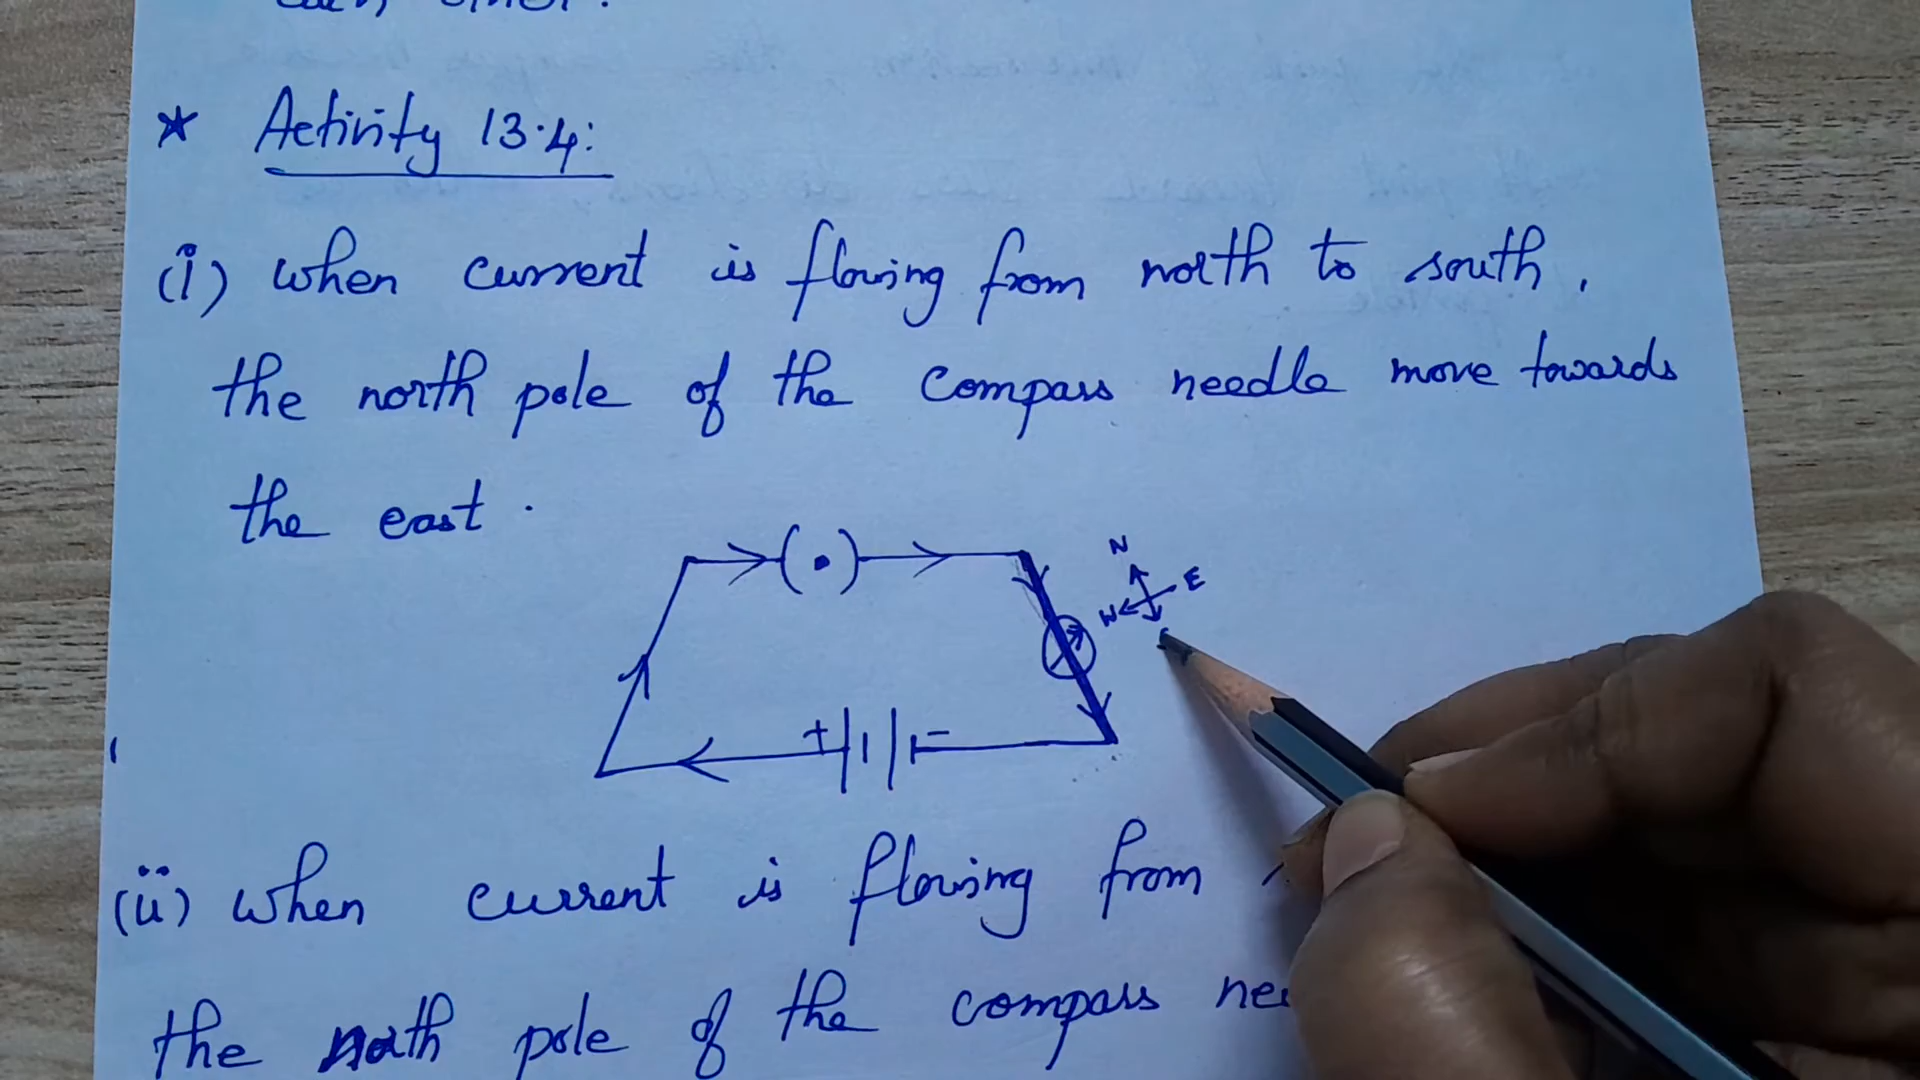 * Activity 13.4:
(i) when current is flowing from north to south,
the north pole of the compass needle move towards
the east.
N
E
W
+ -
(ii) when current is flowing from
the north pole of the compass